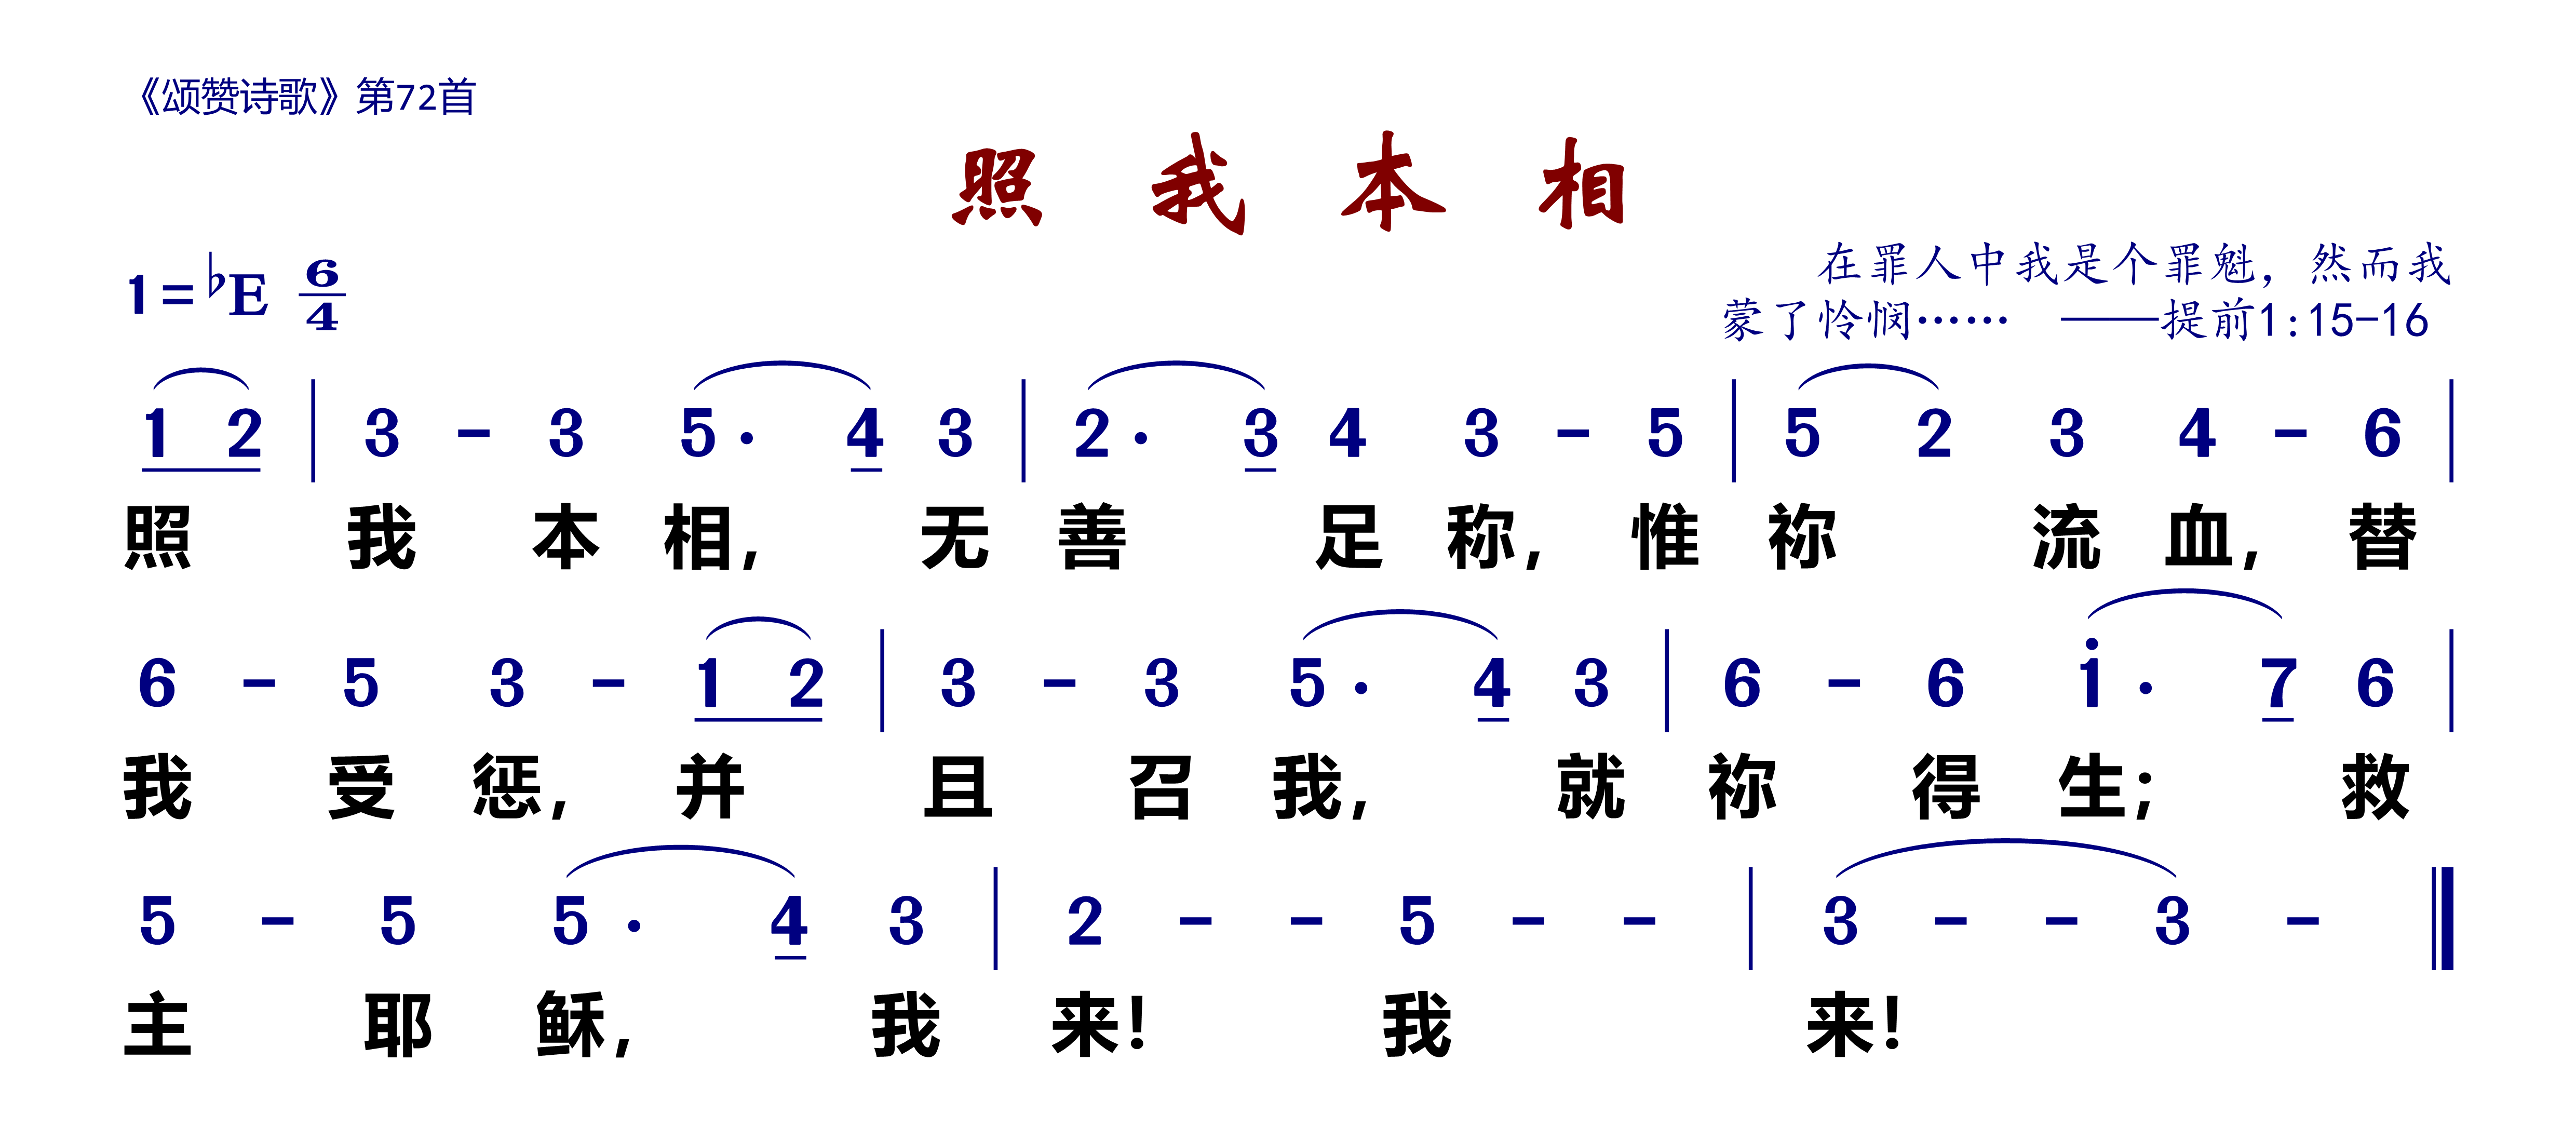 《颂赞诗歌》第72首
照 我 本 相
1=♭E 6/4
在罪人中我是个罪魁，然而我
蒙了怜悯…… ——提前1:15-16
1 2 | 3 - 3 5 · 4 3 | 2 · 3 4 3 - 5 | 5 2 3 4 - 6 |
照 我 本 相， 无 善 足 称， 惟 祢 流 血， 替
6 - 5 3 - 1 2 | 3 - 3 5 · 4 3 | 6 - 6 i · 7 6 |
我 受 惩， 并 且 召 我， 就 祢 得 生； 救
5 - 5 5 · 4 3 | 2 - - 5 - - | 3 - - 3 - ‖
主 耶 稣， 我 来！ 我 来！